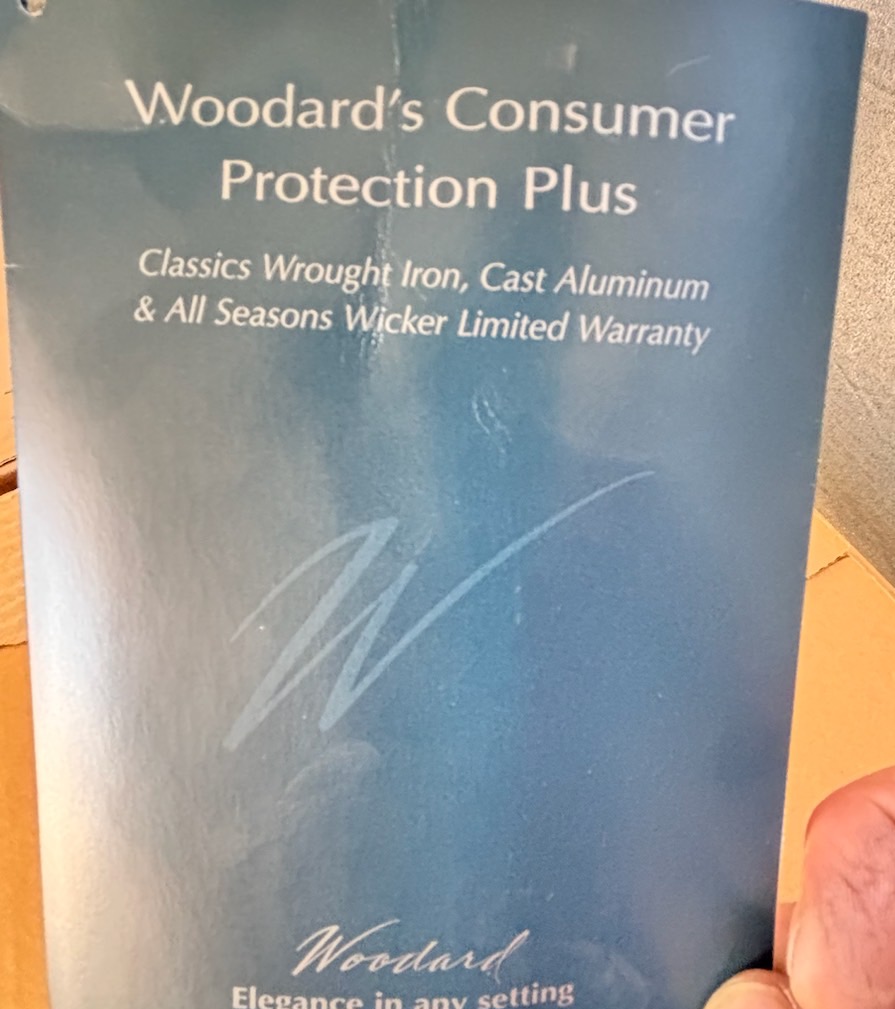 Woodard's Consumer
Protection Plus
Classics Wrought Iron, Cast Aluminum
& All Seasons Wicker Limited Warranty
W
Woodard
Elegance in any setting